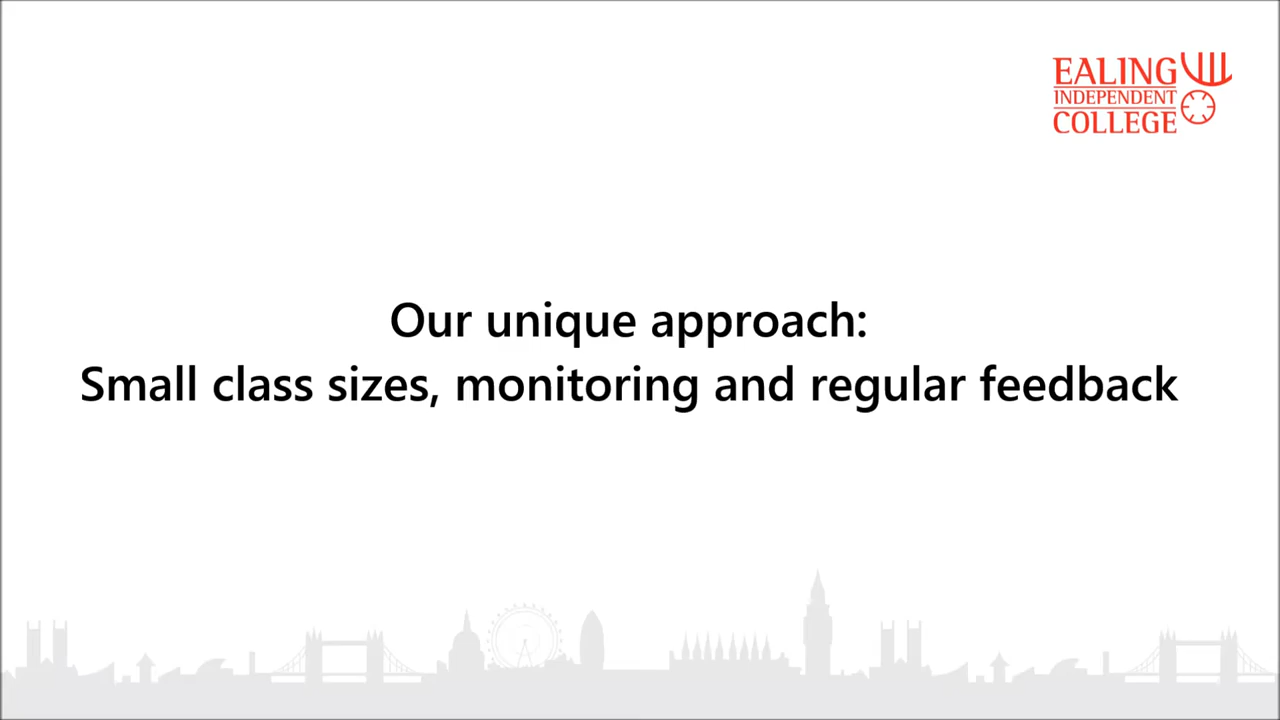 EALING
INDEPENDENT
COLLEGE
Our unique approach:
Small class sizes, monitoring and regular feedback